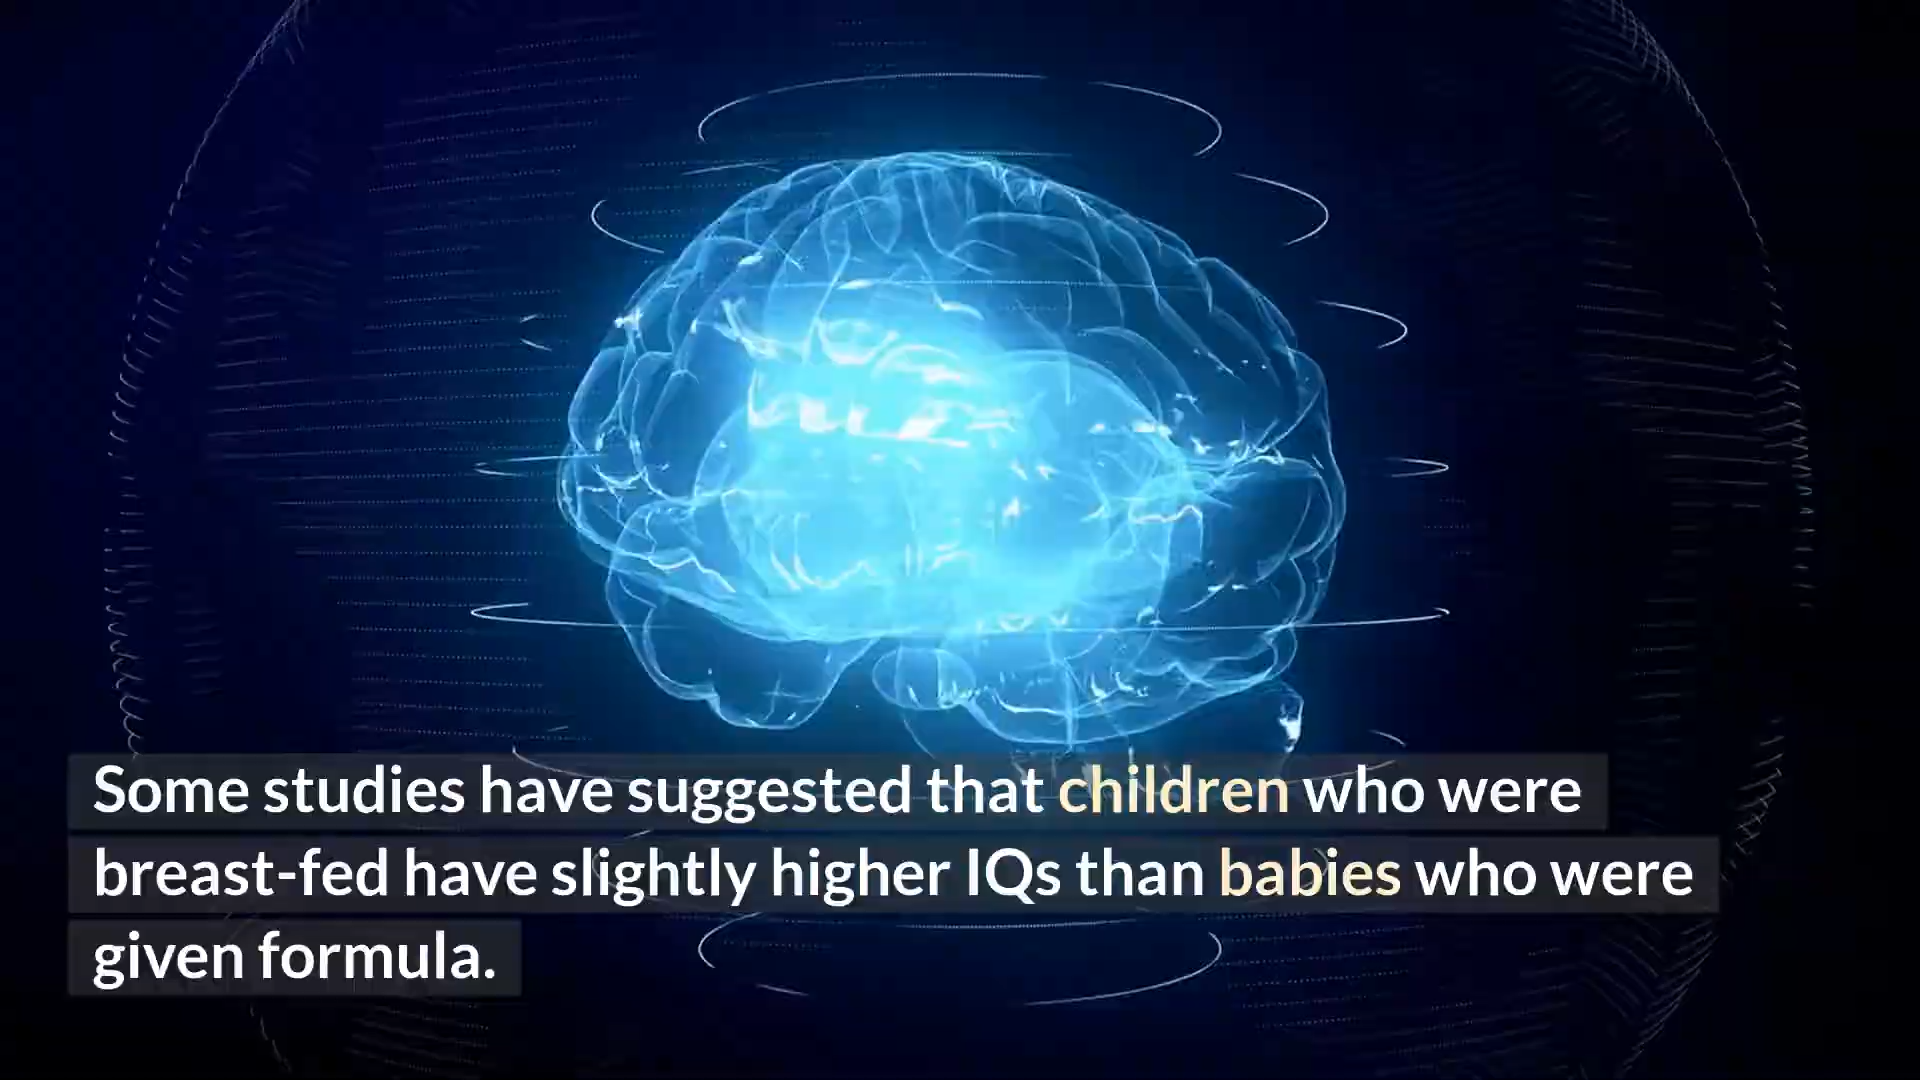 Some studies have suggested that children who were
breast-fed have slightly higher IQs than babies who were
given formula.